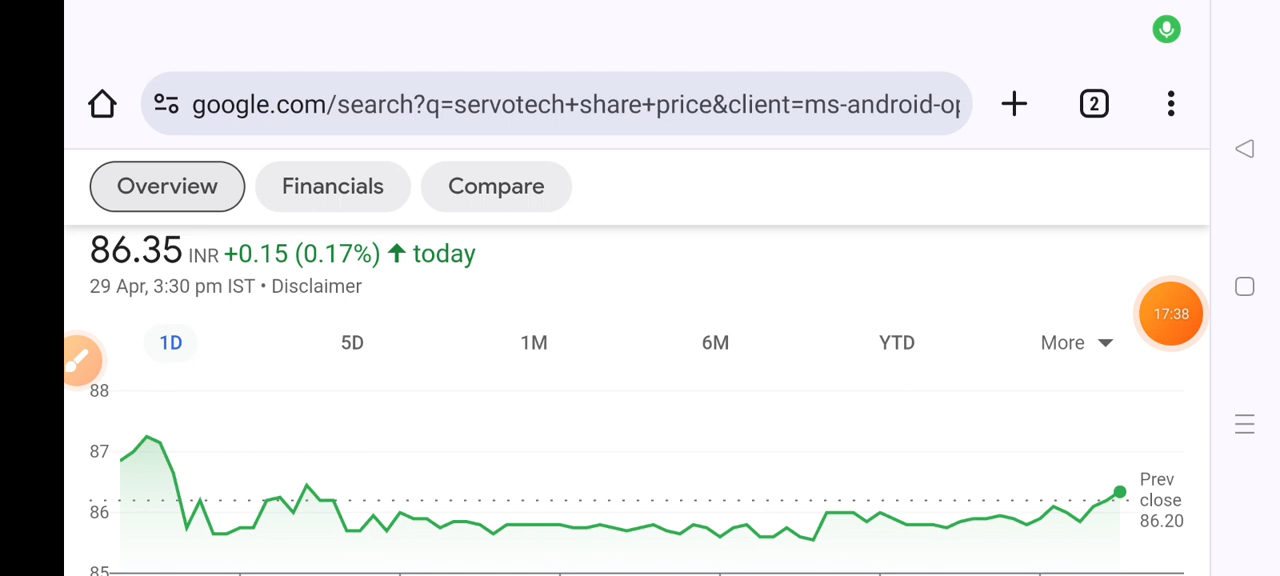 google.com/search?q=servotech+share+price&client=ms-android-op
2
Overview
Financials
Compare
86.35 INR +0.15 (0.17%) ↑ today
29 Apr, 3:30 pm IST • Disclaimer
17:38
1D
5D
1M
6M
YTD
More
88
87
86
85
Prev
close
86.20